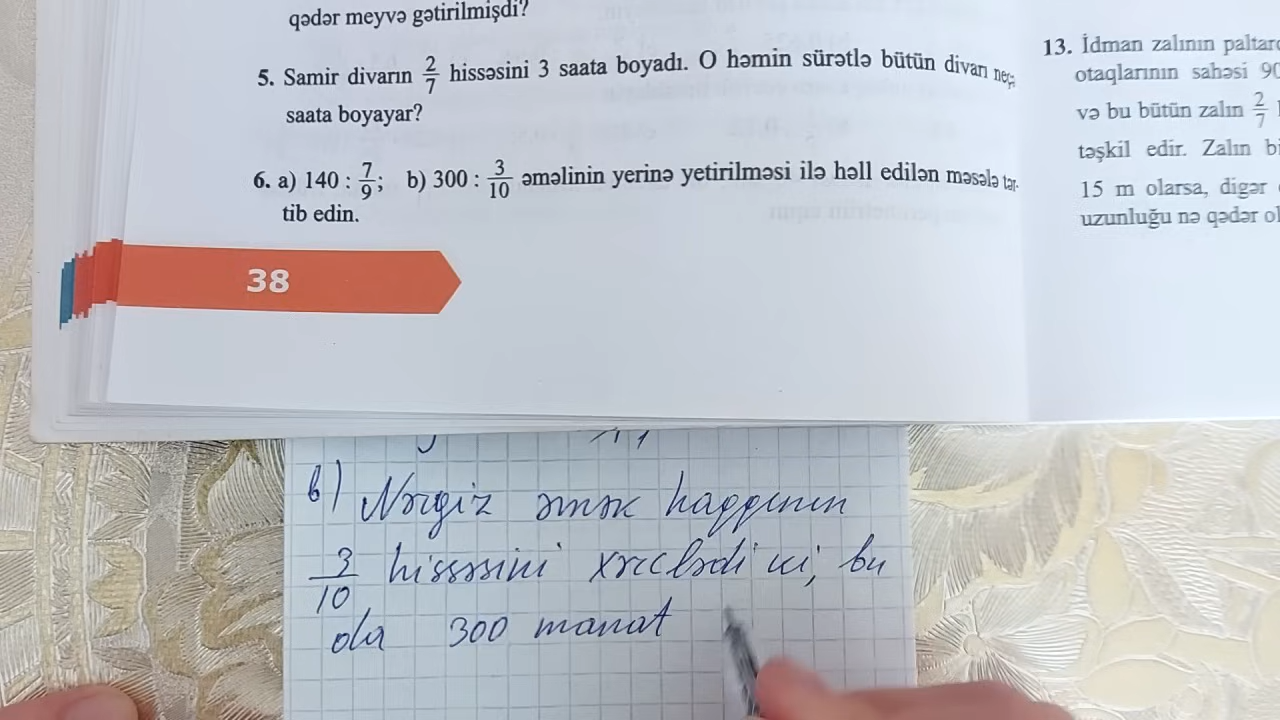 qədər meyvə gətirilmişdi?
5. Samir divarın 2/7 hissəsini 3 saata boyadı. O həmin sürətlə bütün divarı neçə
saata boyayar?
6. a) 140 : 7/9; b) 300 : 3/10 əməlinin yerinə yetirilməsi ilə həll edilən məsələ tər-
tib edin.
38
13. İdman zalının paltar
otaqlarının sahəsi 90
və bu bütün zalın 2/7
təşkil edir. Zalın bi
15 m olarsa, digər
uzunluğu nə qədər ol
b) Nərgiz əmək haqqının
3/10 hissəsini xərclədi ki, bu
da 300 manat